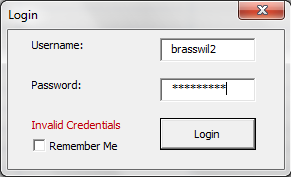 Login
Username:
brasswil2
Password:
*********
Invalid Credentials
Remember Me
Login